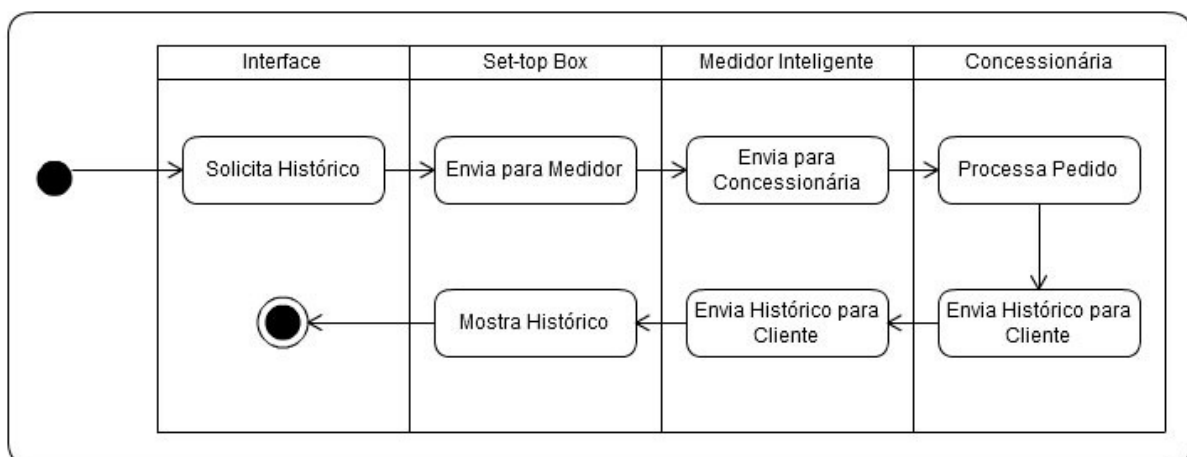 Interface
Set-top Box
Medidor Inteligente
Concessionária
Solicita Histórico
Envia para Medidor
Envia para
Concessionária
Processa Pedido
Mostra Histórico
Envia Histórico para
Cliente
Envia Histórico para
Cliente